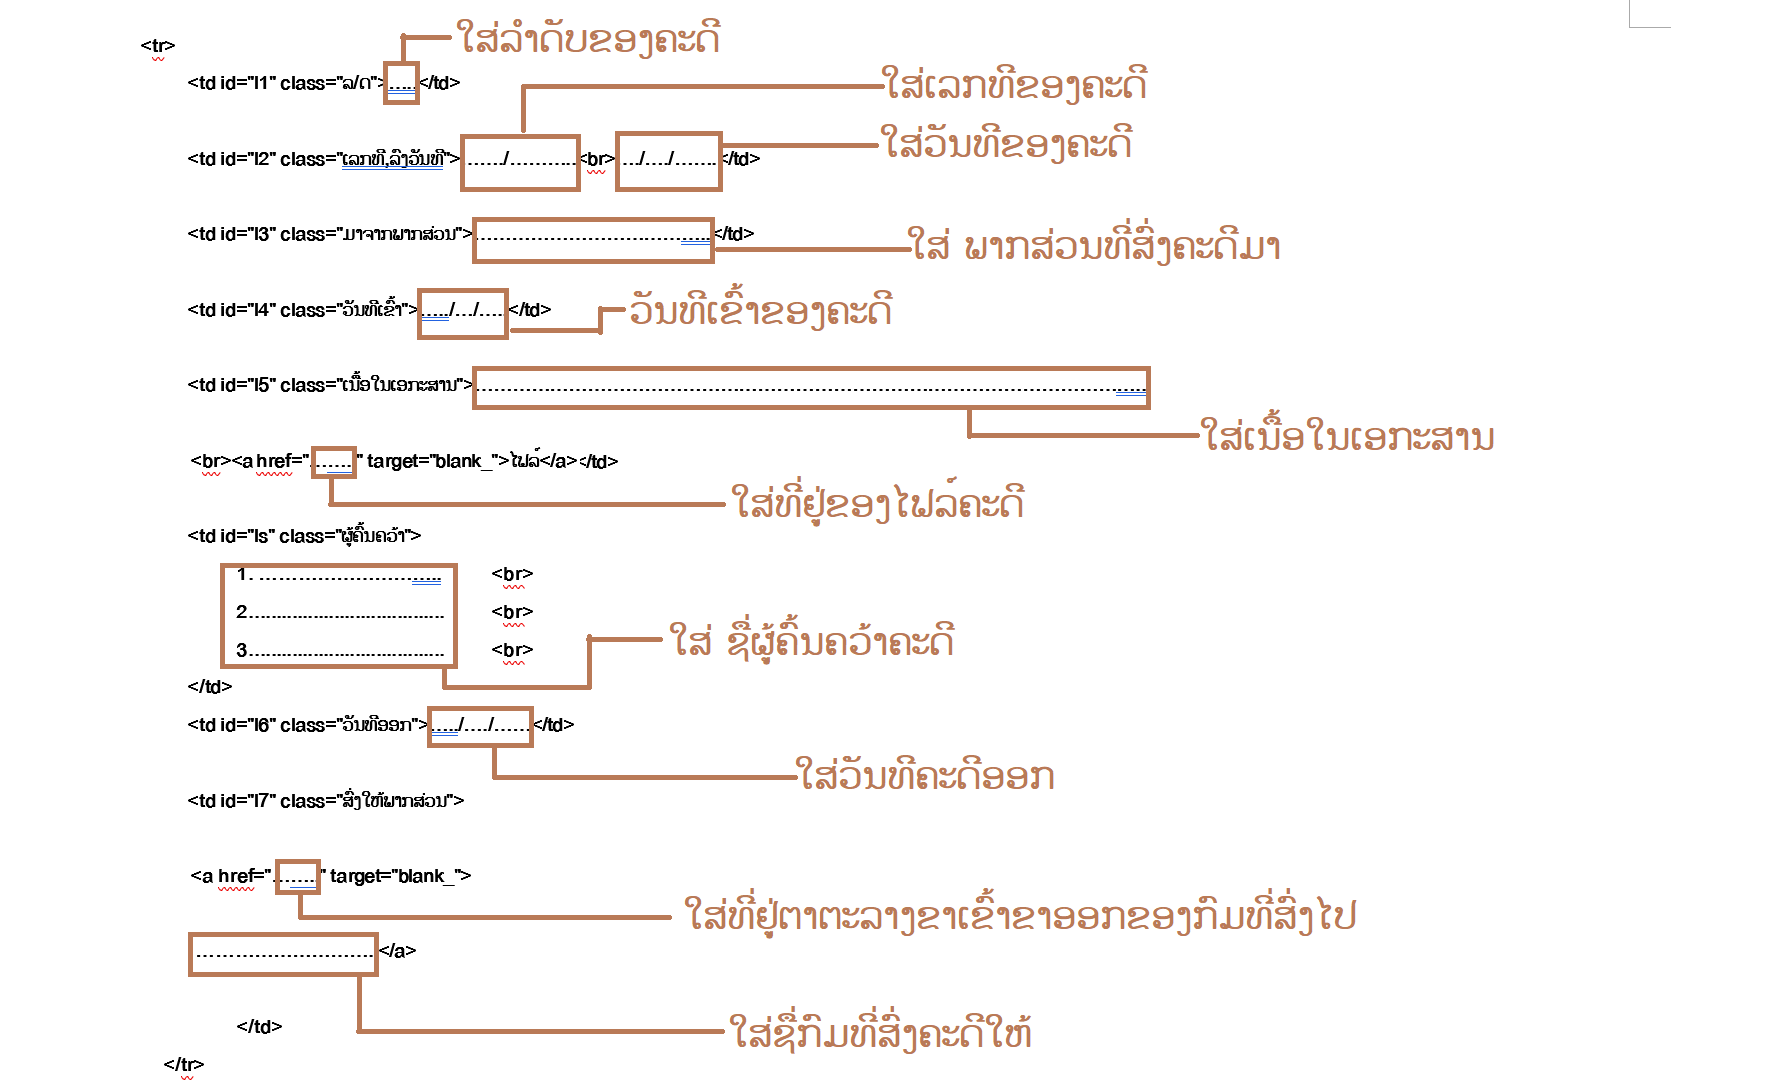 ໃສ່ລຳດັບຂອງຄະດີ
<tr>
<td id="l1" class="ລ/ດ">.....</td>
ໃສ່ເລກທີຂອງຄະດີ
<td id="l2" class="ເລກທີ,ລົງວັນທີ">....../............<br>.../..../.......</td>
ໃສ່ວັນທີຂອງຄະດີ
<td id="l3" class="ມາຈາກພາກສ່ວນ">........................................</td>
ໃສ່ ພາກສ່ວນທີ່ສົ່ງຄະດີມາ
<td id="l4" class="ວັນທີເຂົ້າ">...../.../.....</td>
ວັນທີເຂົ້າຂອງຄະດີ
<td id="l5" class="ເນື້ອໃນເອກະສານ">................................................................................................................
ໃສ່ເນື້ອໃນເອກະສານ
<br><a href="......." target="blank_">ໄຟລ໌</a></td>
ໃສ່ທີ່ຢູ່ຂອງໄຟລ໌ຄະດີ
<td id="ls" class="ຜູ້ຄົ້ນຄວ້າ">
1. ............................... <br>
2.................................. <br>
3.................................. <br>
ໃສ່ ຊື່ຜູ້ຄົ້ນຄວ້າຄະດີ
</td>
<td id="l6" class="ວັນທີອອກ">...../..../......</td>
ໃສ່ວັນທີຄະດີອອກ
<td id="l7" class="ສົ່ງໃຫ້ພາກສ່ວນ">
<a href="........" target="blank_">
ໃສ່ທີ່ຢູ່ຕາຕະລາງຂາເຂົ້າຂາອອກຂອງກົມທີ່ສົ່ງໄປ
..............................</a>
</td>
ໃສ່ຊື່ກົມທີ່ສົ່ງຄະດີໃຫ້
</tr>